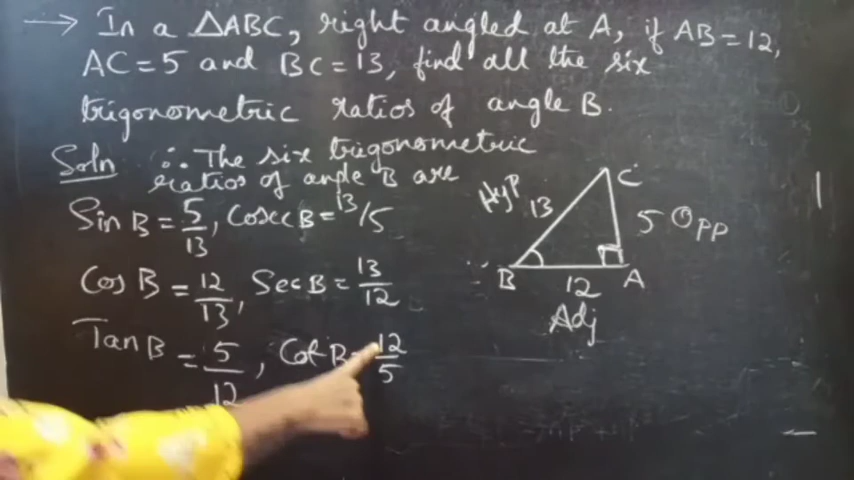 → In a △ABC, right angled at A, if AB=12,
AC=5 and BC=13, find all the six
trigonometric ratios of angle B.
Soln ∴ The six trigonometric
ratios of angle B are
Sin B = 5/13, Cosec B = 13/5
Cos B = 12/13, Sec B = 13/12
Tan B = 5/12, Cot B = 12/5
C
Hyp 13
5 Opp
B 12 A
Adj